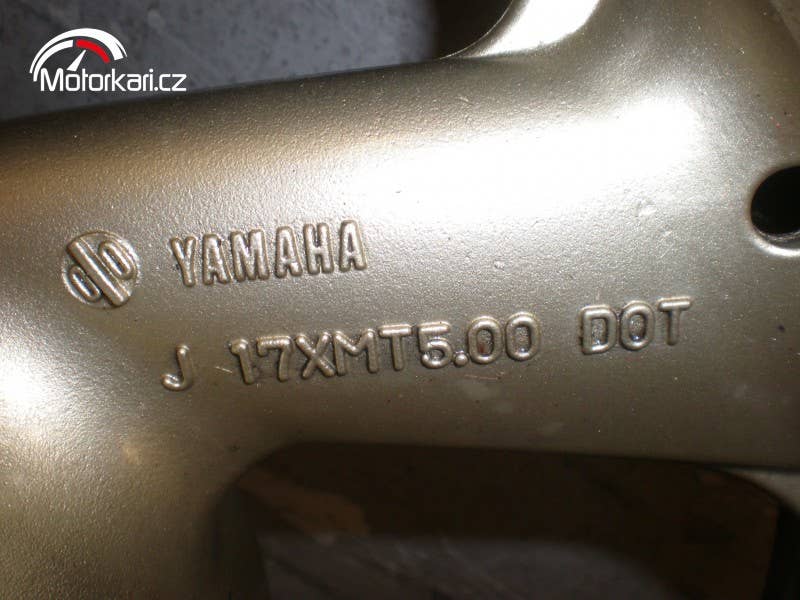 Motorkari.cz
YAMAHA
J 17XMT5.00 DOT